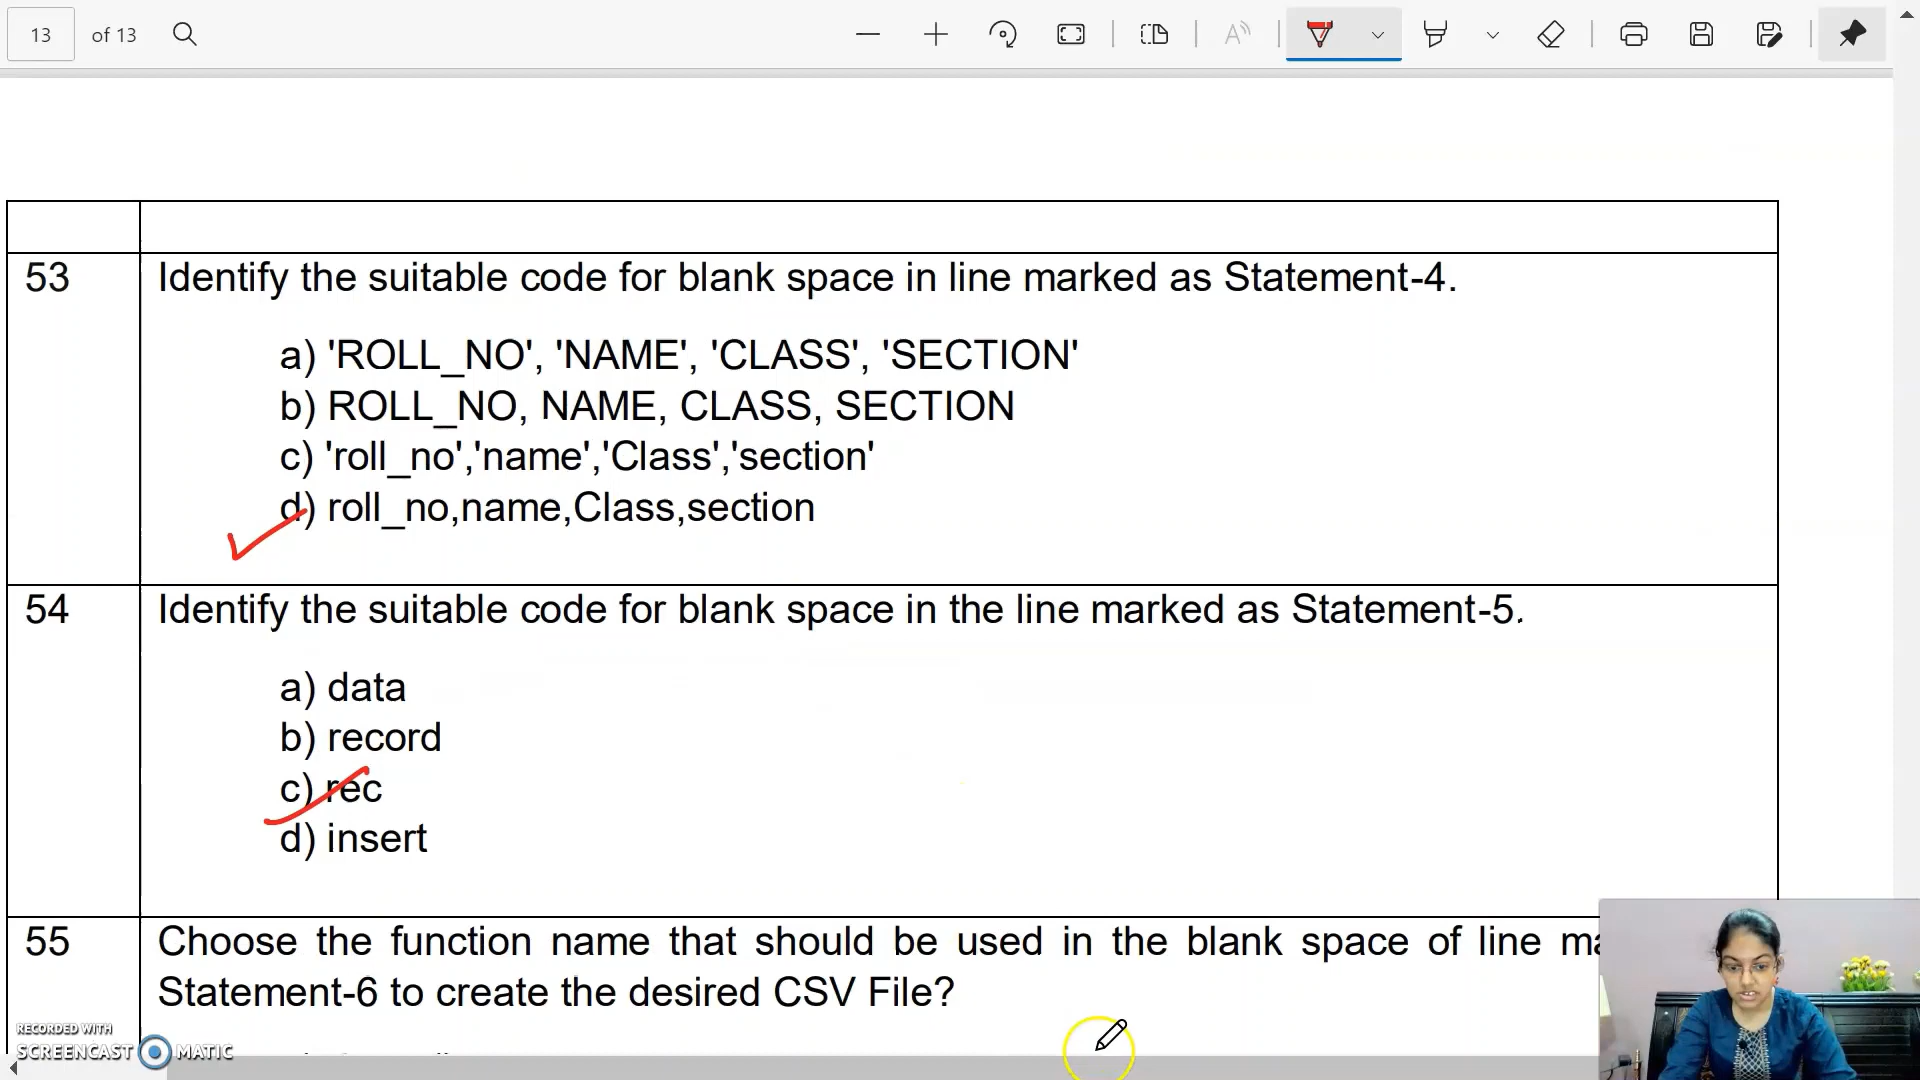 13 of 13
53 Identify the suitable code for blank space in line marked as Statement-4.
a) 'ROLL_NO', 'NAME', 'CLASS', 'SECTION'
b) ROLL_NO, NAME, CLASS, SECTION
c) 'roll_no','name','Class','section'
d) roll_no,name,Class,section
54 Identify the suitable code for blank space in the line marked as Statement-5.
a) data
b) record
c) rec
d) insert
55 Choose the function name that should be used in the blank space of line
Statement-6 to create the desired CSV File?
RECORDED WITH
SCREENCAST MATIC